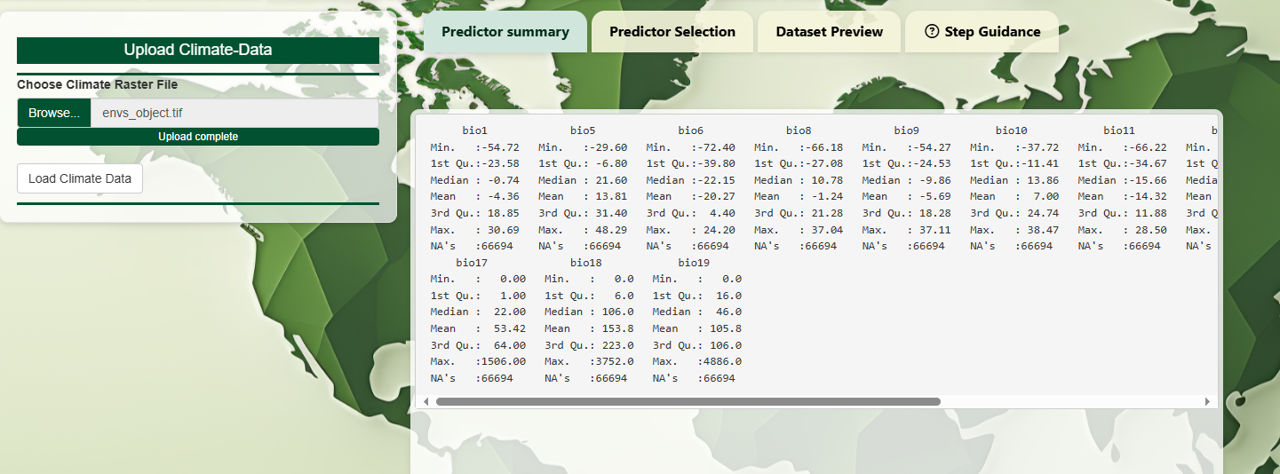 Upload Climate-Data
Choose Climate Raster File
Browse... envs_object.tif
Upload complete
Load Climate Data
Predictor summary Predictor Selection Dataset Preview Step Guidance
bio1 bio5 bio6 bio8 bio9 bio10 bio11 b
Min. :-54.72 Min. :-29.60 Min. :-72.40 Min. :-66.18 Min. :-54.27 Min. :-37.72 Min. :-66.22 Min.
1st Qu.:-23.58 1st Qu.: -6.80 1st Qu.:-39.80 1st Qu.:-27.08 1st Qu.:-24.53 1st Qu.:-11.41 1st Qu.:-34.67 1st Q
Median : -0.74 Median : 21.60 Median :-22.15 Median : 10.78 Median : -9.86 Median : 13.86 Median :-15.66 Media
Mean : -4.36 Mean : 13.81 Mean :-20.27 Mean : -1.24 Mean : -5.69 Mean : 7.00 Mean :-14.32 Mean
3rd Qu.: 18.85 3rd Qu.: 31.40 3rd Qu.: 4.40 3rd Qu.: 21.28 3rd Qu.: 18.28 3rd Qu.: 24.74 3rd Qu.: 11.88 3rd Q
Max. : 30.69 Max. : 48.29 Max. : 24.20 Max. : 37.04 Max. : 37.11 Max. : 38.47 Max. : 28.50 Max.
NA's :66694 NA's :66694 NA's :66694 NA's :66694 NA's :66694 NA's :66694 NA's :66694 NA's
bio17 bio18 bio19
Min. : 0.00 Min. : 0.0 Min. : 0.0
1st Qu.: 1.00 1st Qu.: 6.0 1st Qu.: 16.0
Median : 22.00 Median : 106.0 Median : 46.0
Mean : 53.42 Mean : 153.8 Mean : 105.8
3rd Qu.: 64.00 3rd Qu.: 223.0 3rd Qu.: 106.0
Max. :1506.00 Max. :3752.0 Max. :4886.0
NA's :66694 NA's :66694 NA's :66694